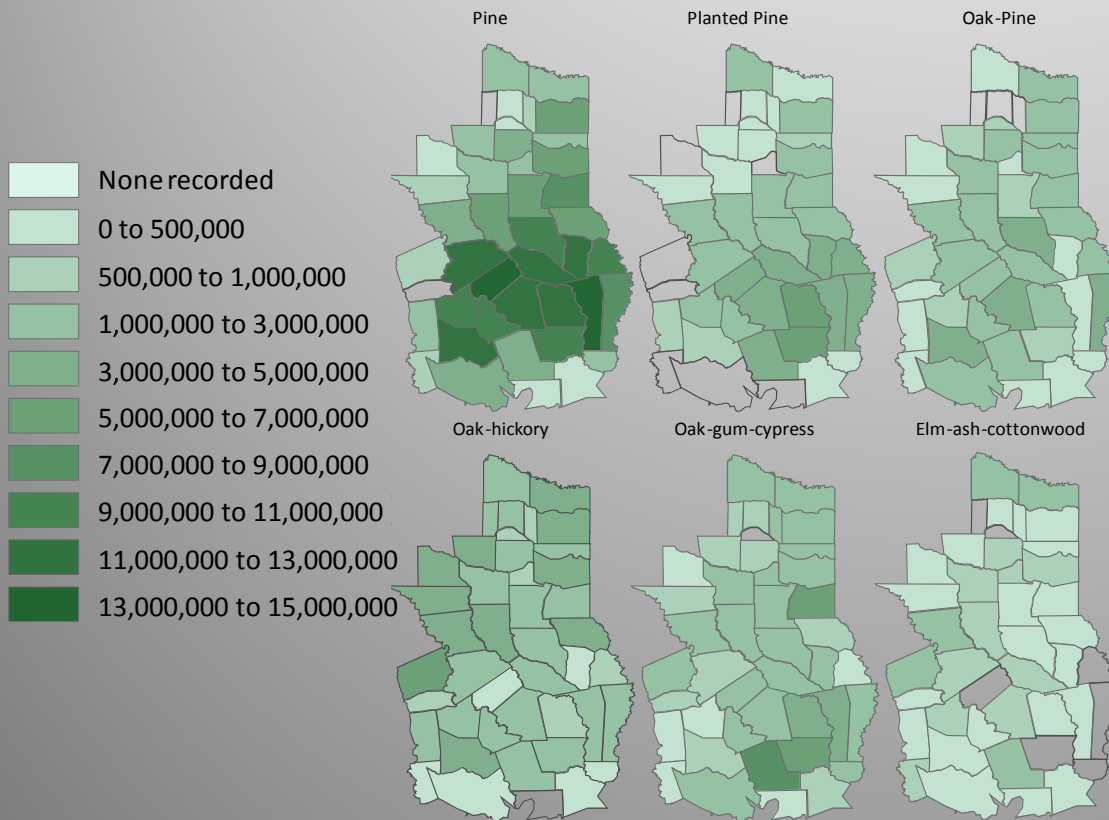 Pine
Planted Pine
Oak-Pine
None recorded
0 to 500,000
500,000 to 1,000,000
1,000,000 to 3,000,000
3,000,000 to 5,000,000
5,000,000 to 7,000,000
7,000,000 to 9,000,000
9,000,000 to 11,000,000
11,000,000 to 13,000,000
13,000,000 to 15,000,000
Oak-hickory
Oak-gum-cypress
Elm-ash-cottonwood